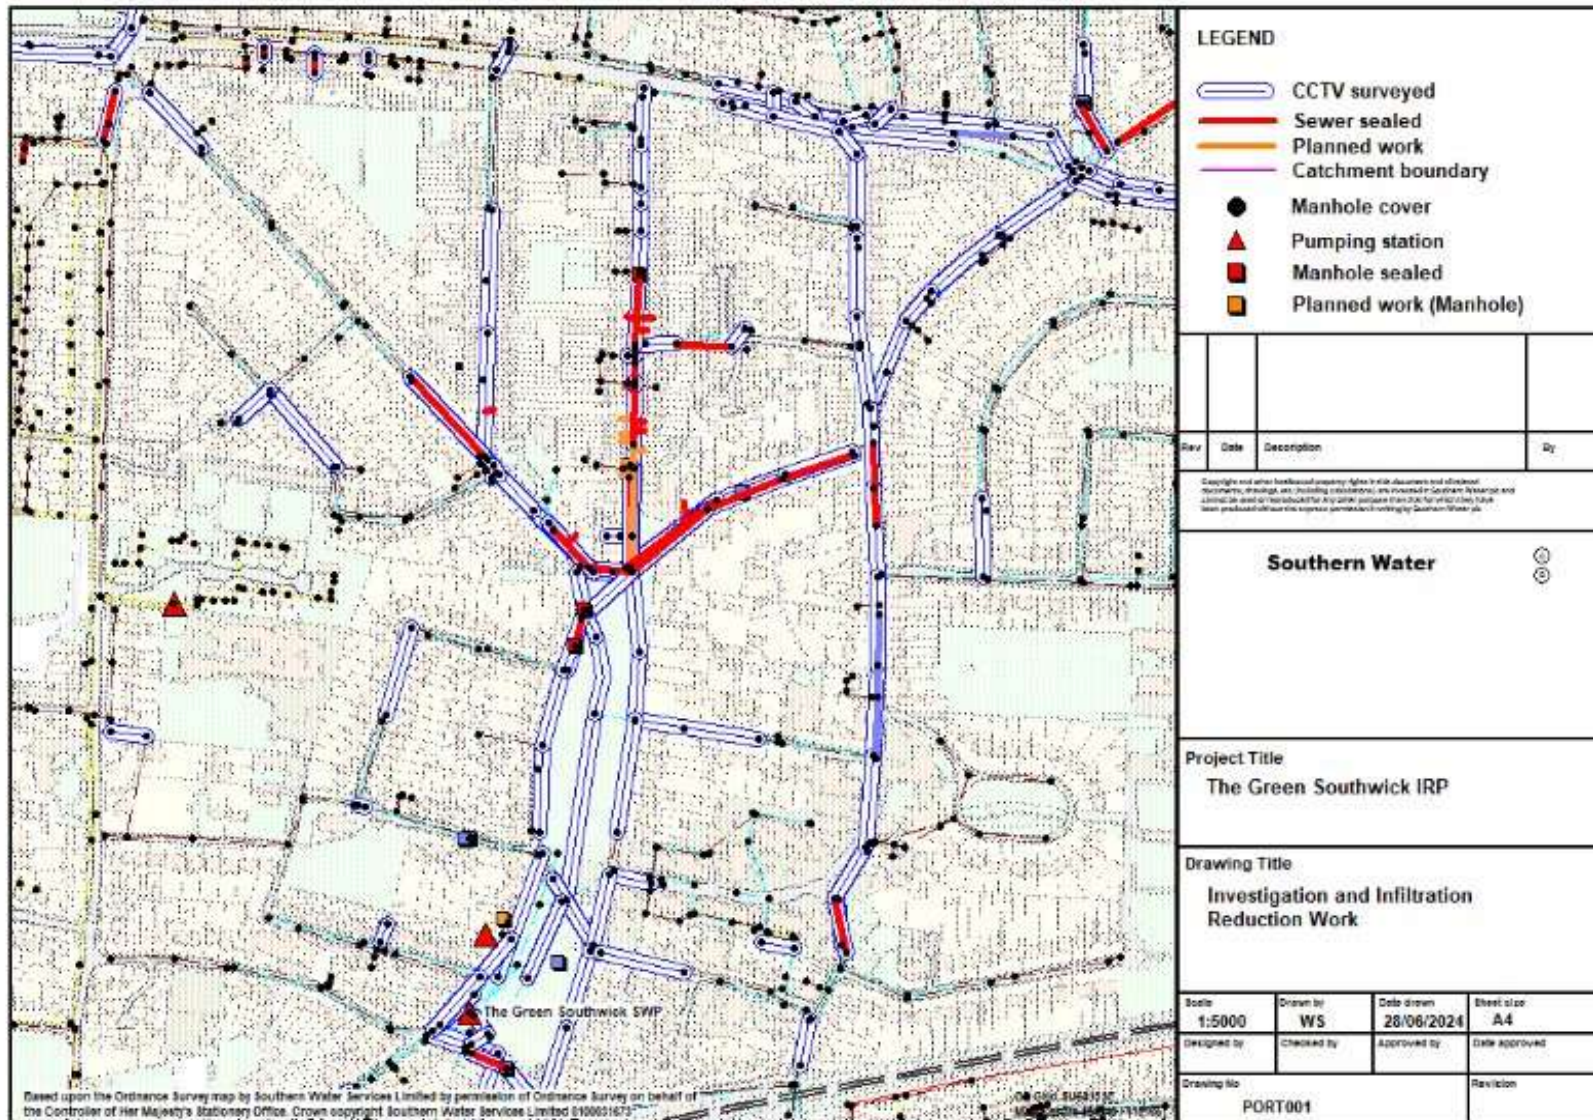 LEGEND
CCTV surveyed
Sewer sealed
Planned work
Catchment boundary
Manhole cover
Pumping station
Manhole sealed
Planned work (Manhole)
Rev Date Description By
Southern Water
Project Title
The Green Southwick IRP
Drawing Title
Investigation and Infiltration
Reduction Work
Scale Drawn by Date drawn Sheet size
1:5000 WS 28/06/2024 A4
Designed by Checked by Approved by Date approved
Drawing No Revision
PORT001
The Green Southwick SWP
Based upon the Ordnance Survey map by Southern Water Services Limited by permission of Ordnance Survey on behalf of
the Controller of Her Majesty's Stationery Office. Crown copyright Southern Water Services Limited